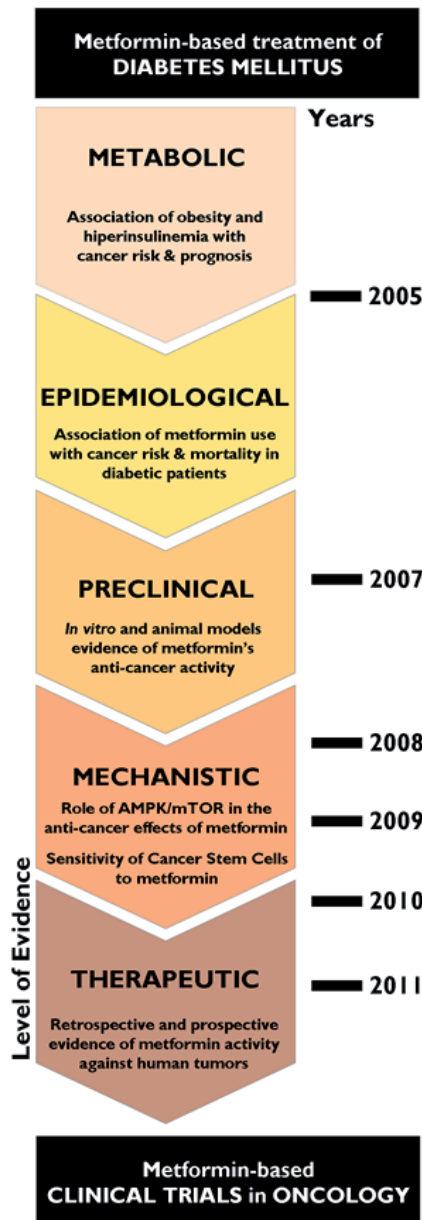 Metformin-based treatment of
DIABETES MELLITUS
Years
METABOLIC
Association of obesity and
hiperinsulinemia with
cancer risk & prognosis
2005
EPIDEMIOLOGICAL
Association of metformin use
with cancer risk & mortality in
diabetic patients
PRECLINICAL
In vitro and animal models
evidence of metformin's
anti-cancer activity
2007
2008
MECHANISTIC
Role of AMPK/mTOR in the
anti-cancer effects of metformin
2009
Sensitivity of Cancer Stem Cells
to metformin
2010
THERAPEUTIC
Retrospective and prospective
evidence of metformin activity
against human tumors
2011
Level of Evidence
Metformin-based
CLINICAL TRIALS in ONCOLOGY